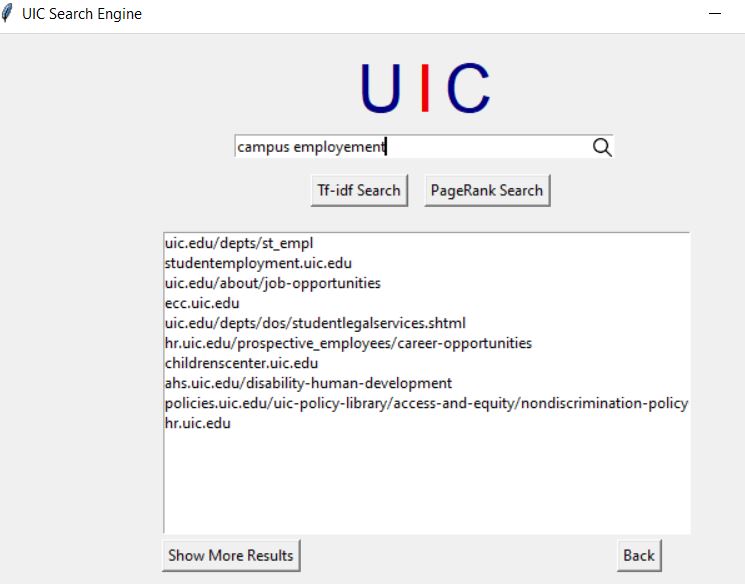 UIC Search Engine
U I C
campus employement
Tf-idf Search PageRank Search
uic.edu/depts/st_empl
studentemployment.uic.edu
uic.edu/about/job-opportunities
ecc.uic.edu
uic.edu/depts/dos/studentlegalservices.shtml
hr.uic.edu/prospective_employees/career-opportunities
childrenscenter.uic.edu
ahs.uic.edu/disability-human-development
policies.uic.edu/uic-policy-library/access-and-equity/nondiscrimination-policy
hr.uic.edu
Show More Results Back